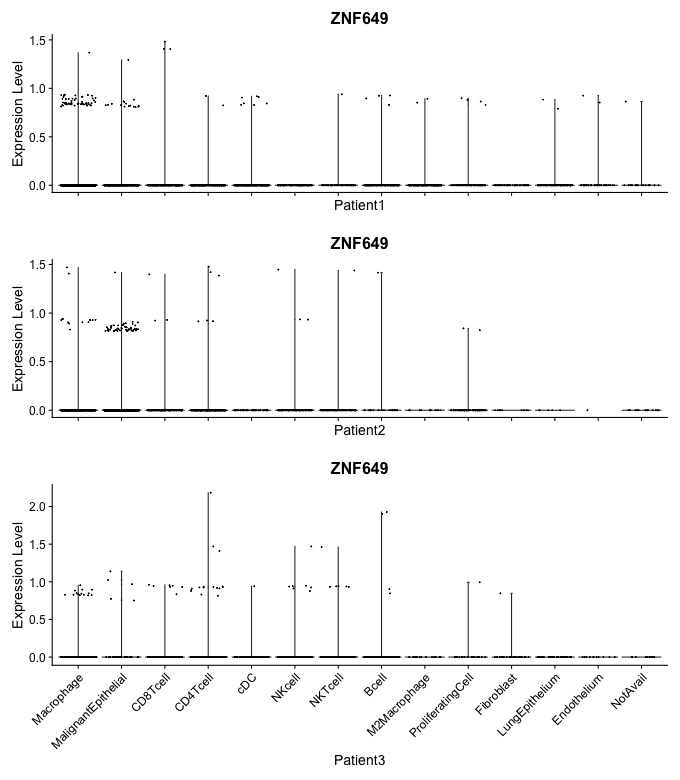 ZNF649
Expression Level
1.5
1.0
0.5
0.0
Patient1
ZNF649
Expression Level
1.5
1.0
0.5
0.0
Patient2
ZNF649
Expression Level
2.0
1.5
1.0
0.5
0.0
Macrophage
MalignantEpithelial
CD8Tcell
CD4Tcell
cDC
NKcell
NKTcell
Bcell
M2Macrophage
ProliferatingCell
Fibroblast
LungEpithelium
Endothelium
NotAvail
Patient3